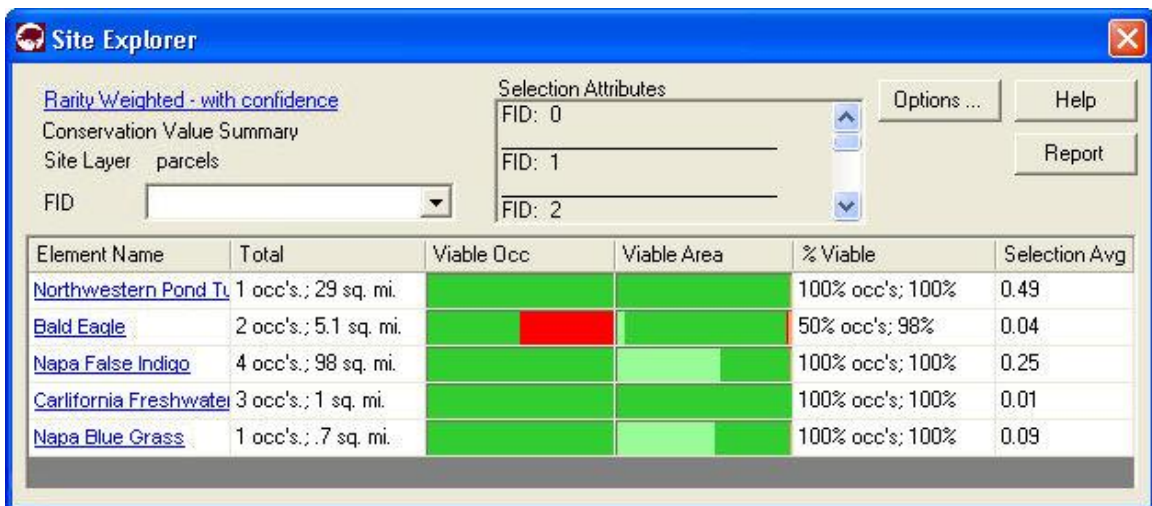 Site Explorer
Rarity Weighted - with confidence
Conservation Value Summary
Site Layer parcels
FID
Selection Attributes
FID: 0
FID: 1
FID: 2
Options ...
Help
Report
Element Name Total Viable Occ Viable Area % Viable Selection Avg
Northwestern Pond Tu 1 occ's.; 29 sq. mi. 100% occ's; 100% 0.49
Bald Eagle 2 occ's.; 5.1 sq. mi. 50% occ's; 98% 0.04
Napa False Indigo 4 occ's.; 98 sq. mi. 100% occ's; 100% 0.25
Carlifornia Freshwater 3 occ's.; 1 sq. mi. 100% occ's; 100% 0.01
Napa Blue Grass 1 occ's.; .7 sq. mi. 100% occ's; 100% 0.09